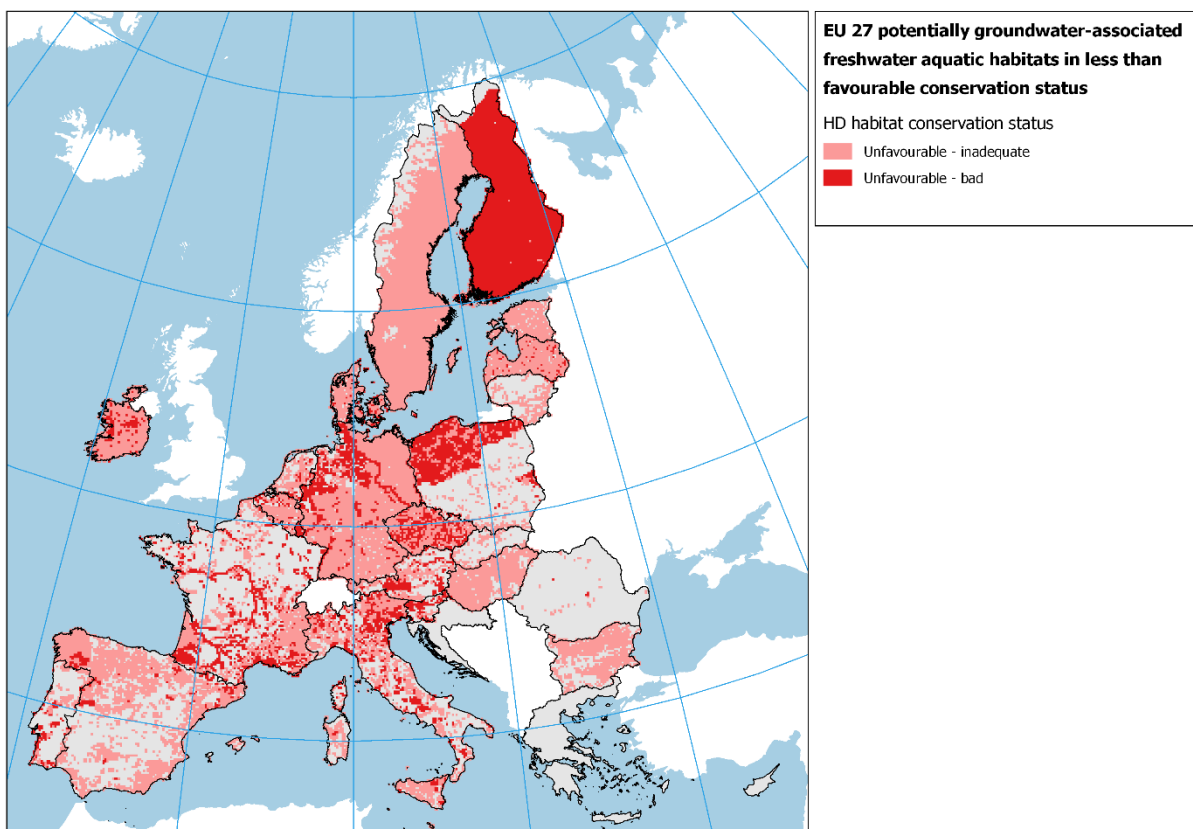 EU 27 potentially groundwater-associated
freshwater aquatic habitats in less than
favourable conservation status
HD habitat conservation status
Unfavourable - inadequate
Unfavourable - bad